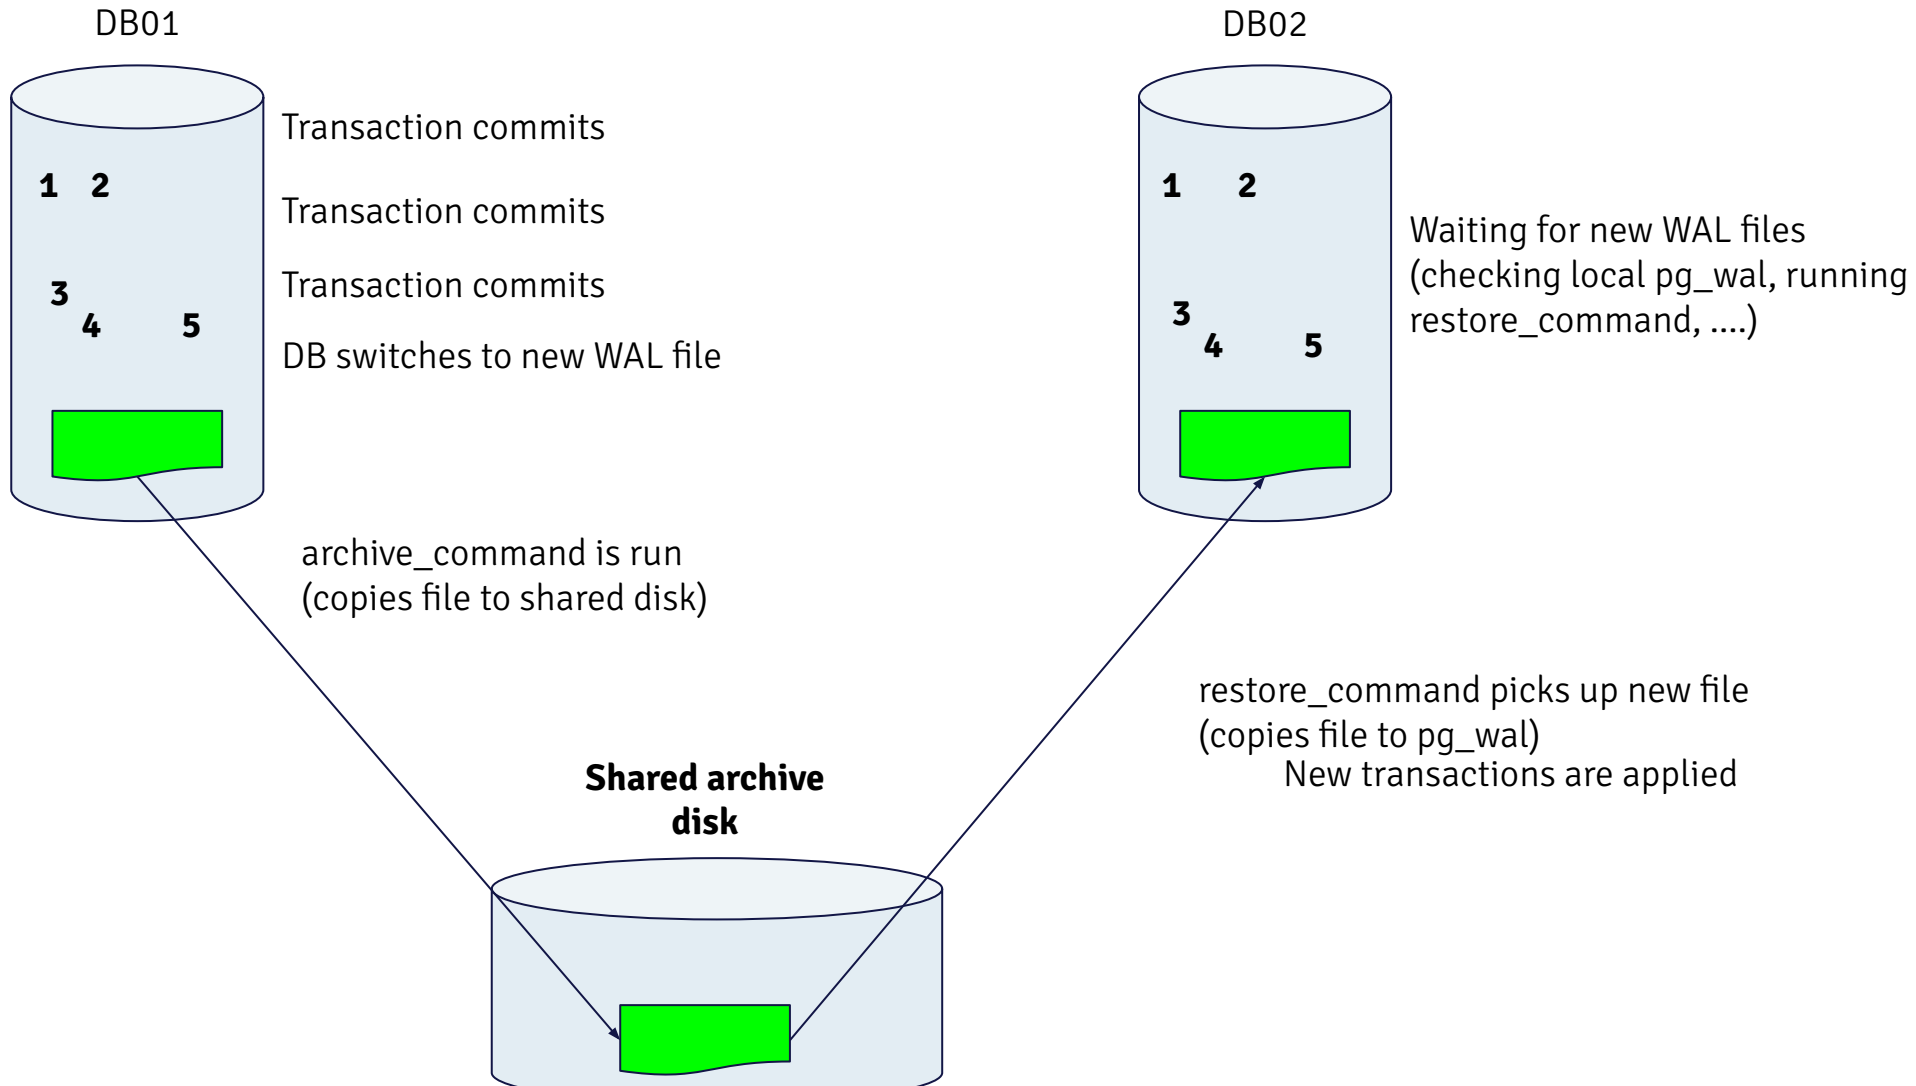 DB01
Transaction commits
1 2
Transaction commits
Transaction commits
3
4 5
DB switches to new WAL file
archive_command is run
(copies file to shared disk)
Shared archive
disk
DB02
1 2
Waiting for new WAL files
(checking local pg_wal, running
restore_command, ....)
3
4 5
restore_command picks up new file
(copies file to pg_wal)
New transactions are applied